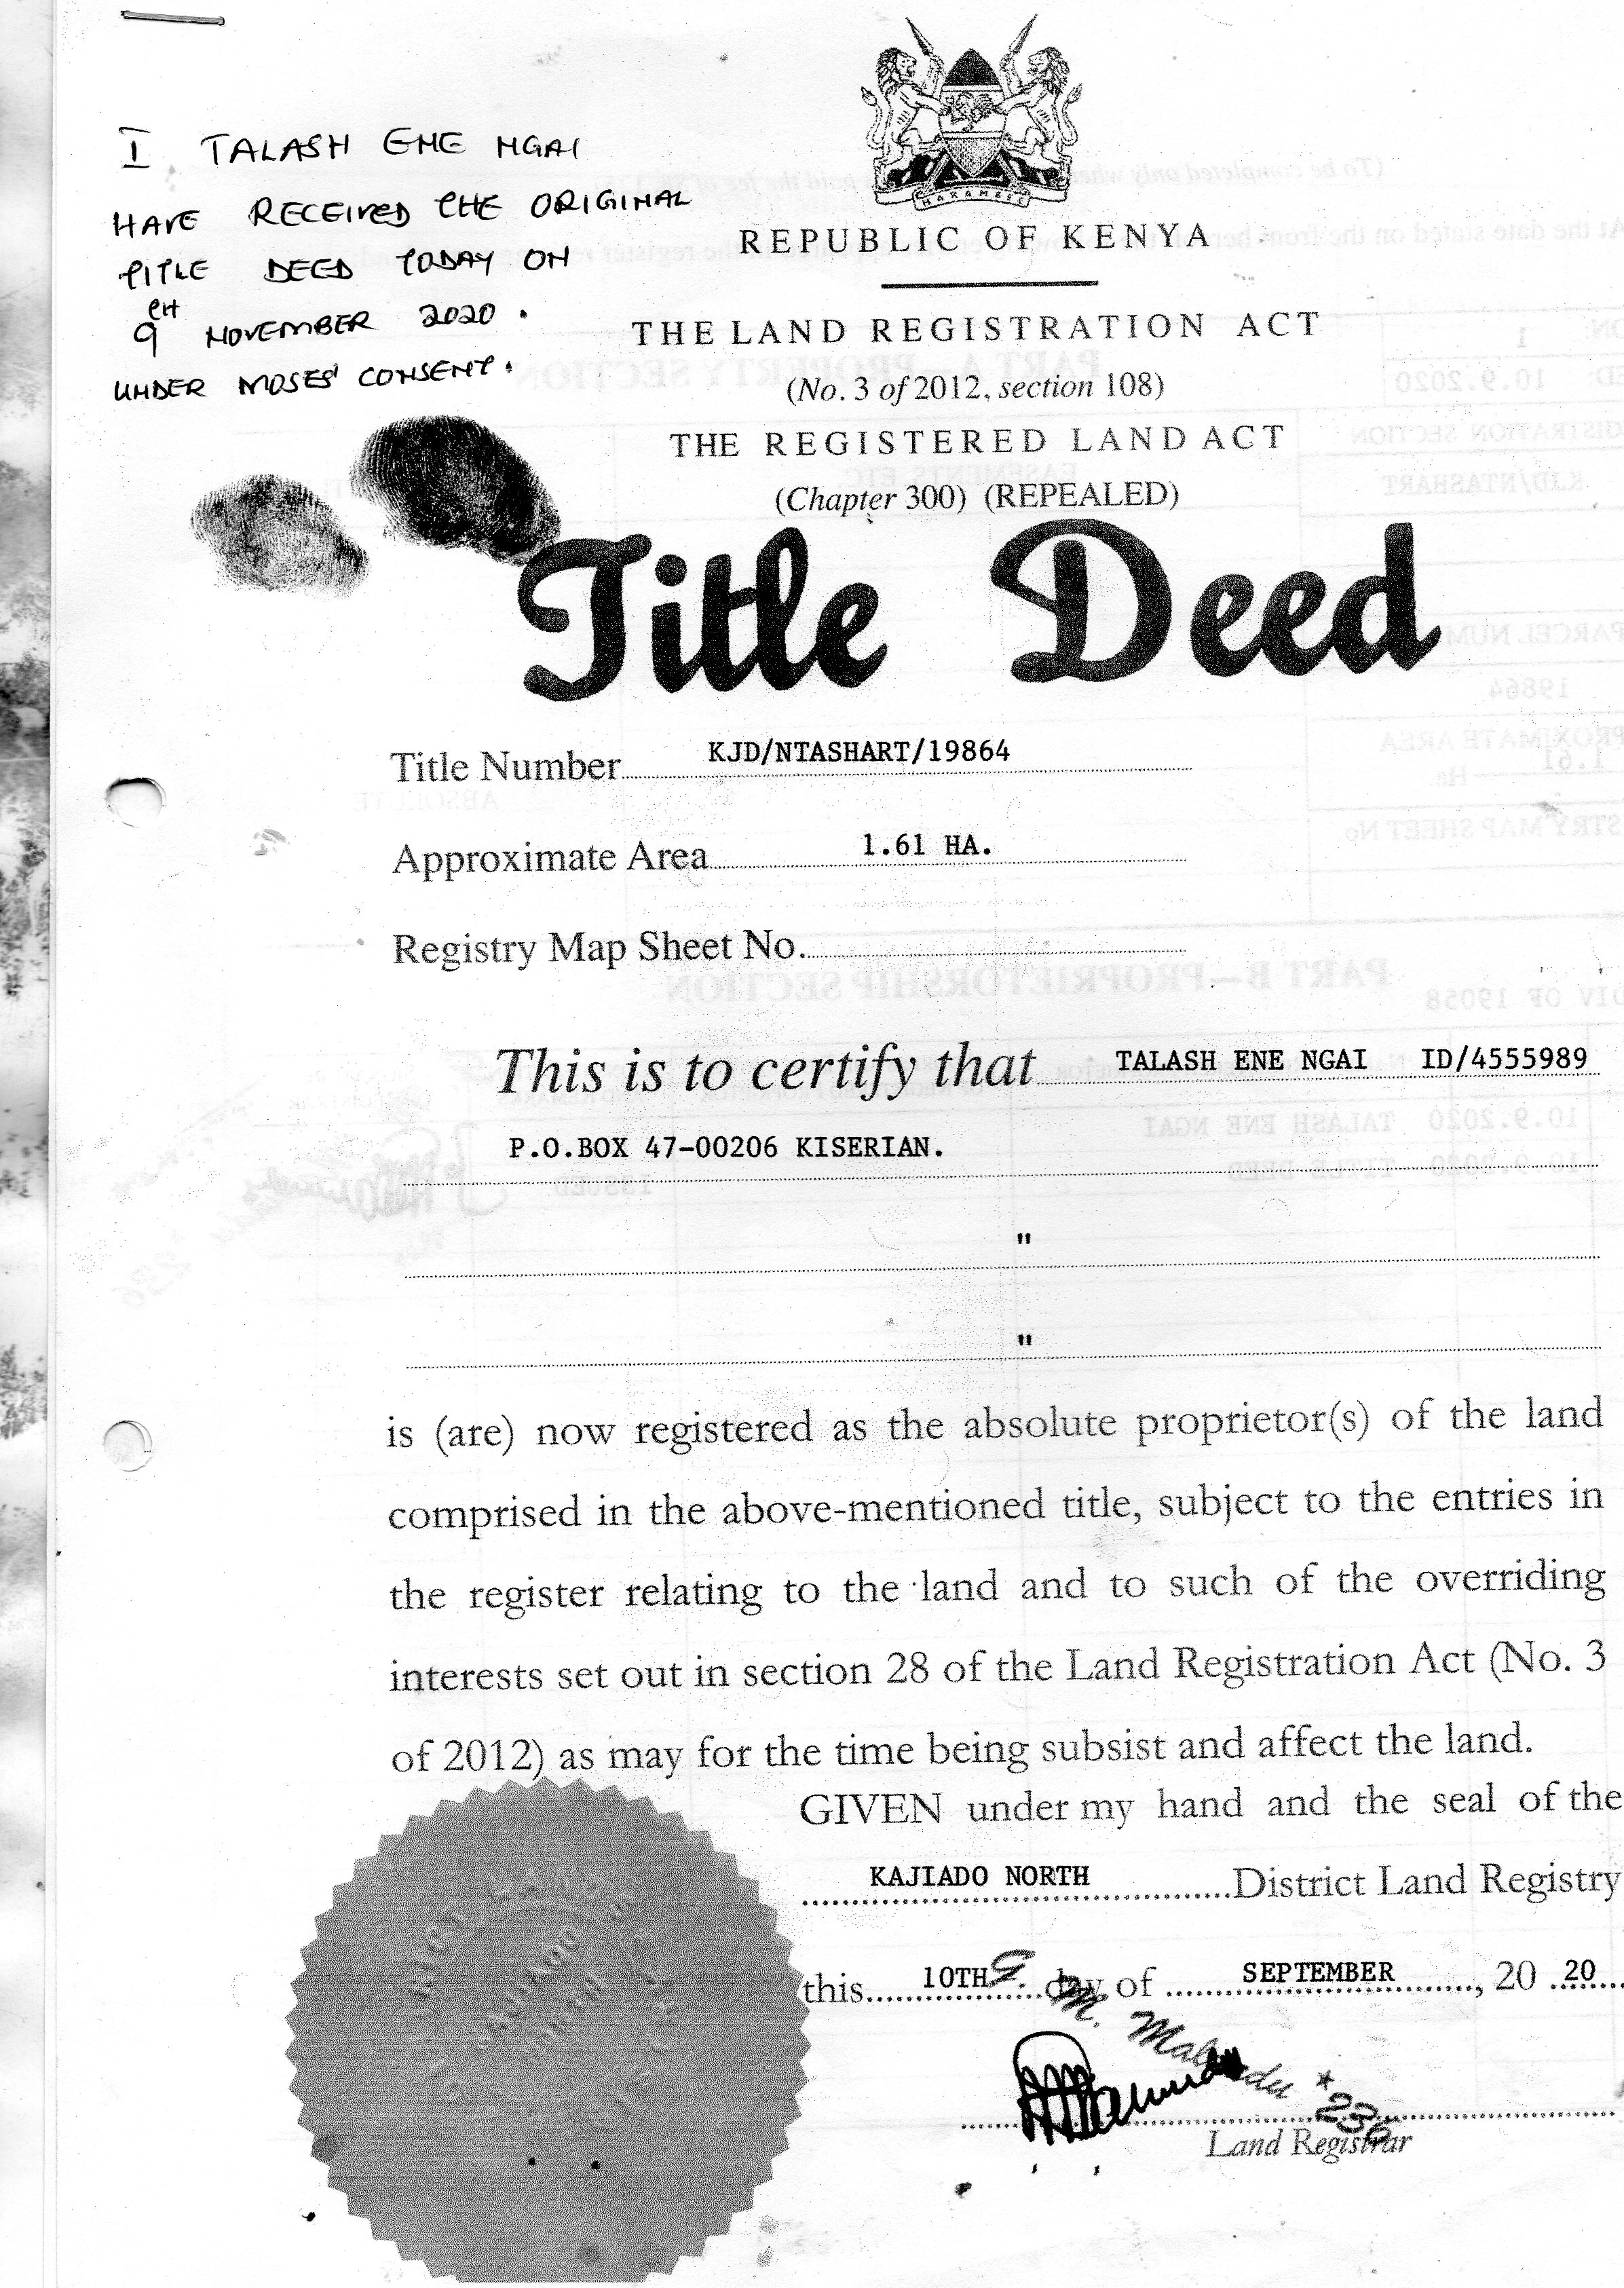 I TALASH ENE NGAI
HAVE RECEIVED THE ORIGINAL
TITLE DEED TODAY ON
9TH NOVEMBER 2020.
UNDER MOSES' CONSENT.
HARAMBEE
REPUBLIC OF KENYA
THE LAND REGISTRATION ACT
(No. 3 of 2012, section 108)
THE REGISTERED LAND ACT
(Chapter 300) (REPEALED)
Title Deed
Title Number KJD/NTASHART/19864
Approximate Area 1.61 HA.
Registry Map Sheet No.
This is to certify that TALASH ENE NGAI ID/4555989
P.O.BOX 47-00206 KISERIAN.
"
"
is (are) now registered as the absolute proprietor(s) of the land
comprised in the above-mentioned title, subject to the entries in
the register relating to the land and to such of the overriding
interests set out in section 28 of the Land Registration Act (No. 3
of 2012) as may for the time being subsist and affect the land.
GIVEN under my hand and the seal of the
KAJIADO NORTH District Land Registry
this 10TH day of SEPTEMBER, 20 20
G. M. *236
Land Registrar